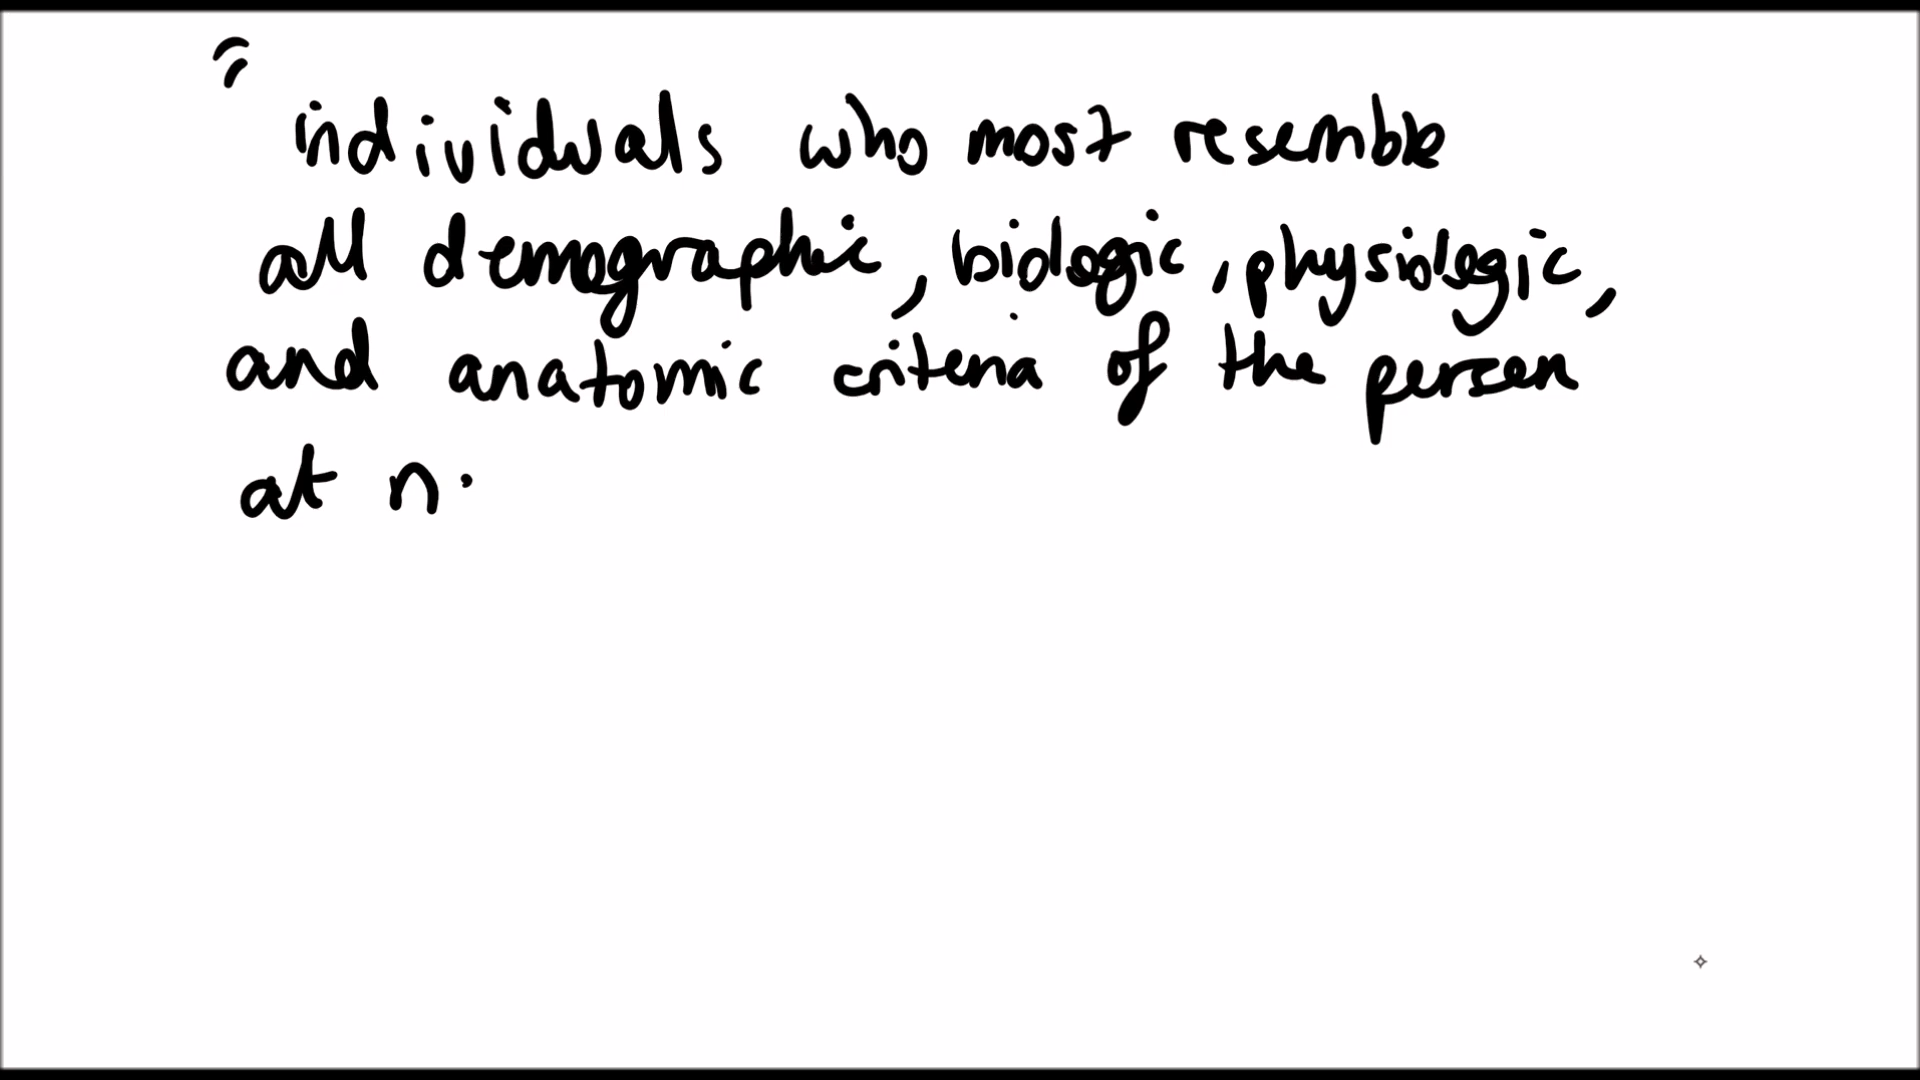 "individuals who most resemble
all demographic, biologic, physiologic,
and anatomic criteria of the person
at n